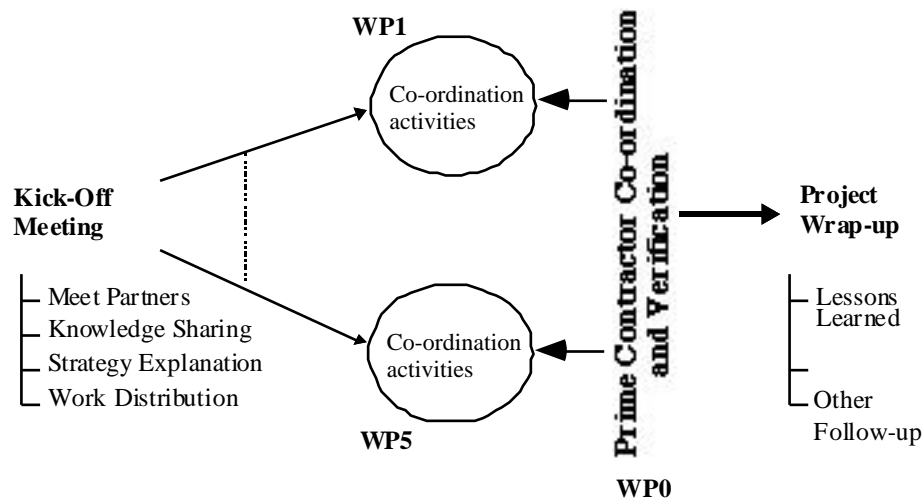 WP1
Co-ordination
activities
Kick-Off
Meeting
Meet Partners
Knowledge Sharing
Strategy Explanation
Work Distribution
Co-ordination
activities
WP5
Prime Contractor Co-ordination
and Verification
WP0
Project
Wrap-up
Lessons
Learned
Other
Follow-up